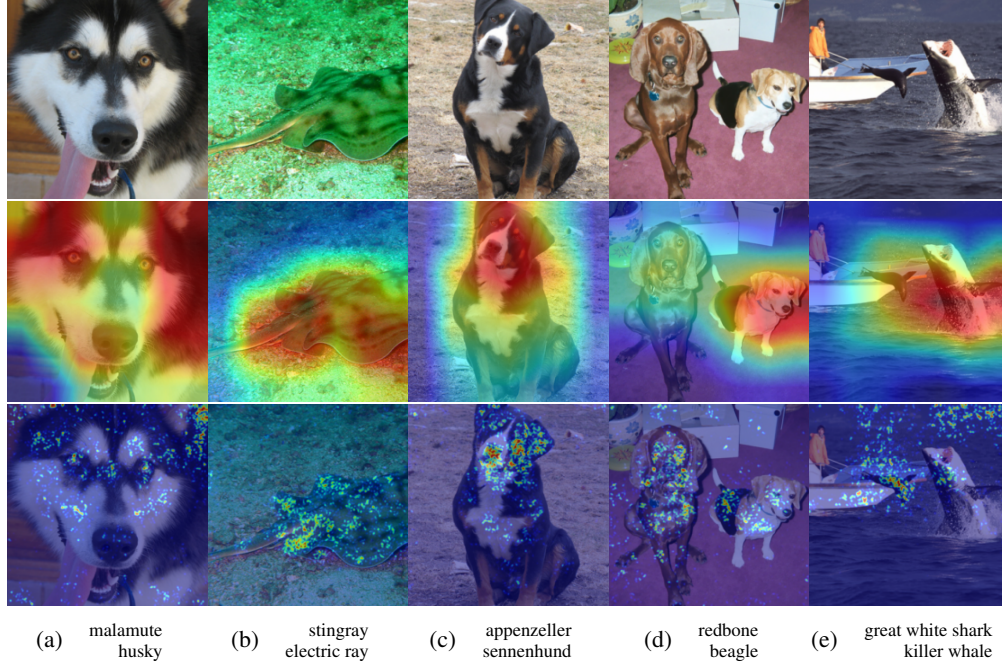 (a) malamute
husky
(b) stingray
electric ray
(c) appenzeller
sennenhund
(d) redbone
beagle
(e) great white shark
killer whale